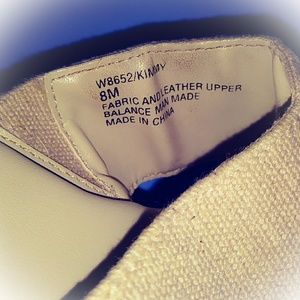 W8652/KIMMY
8M
FABRIC AND LEATHER UPPER
BALANCE MAN MADE
MADE IN CHINA